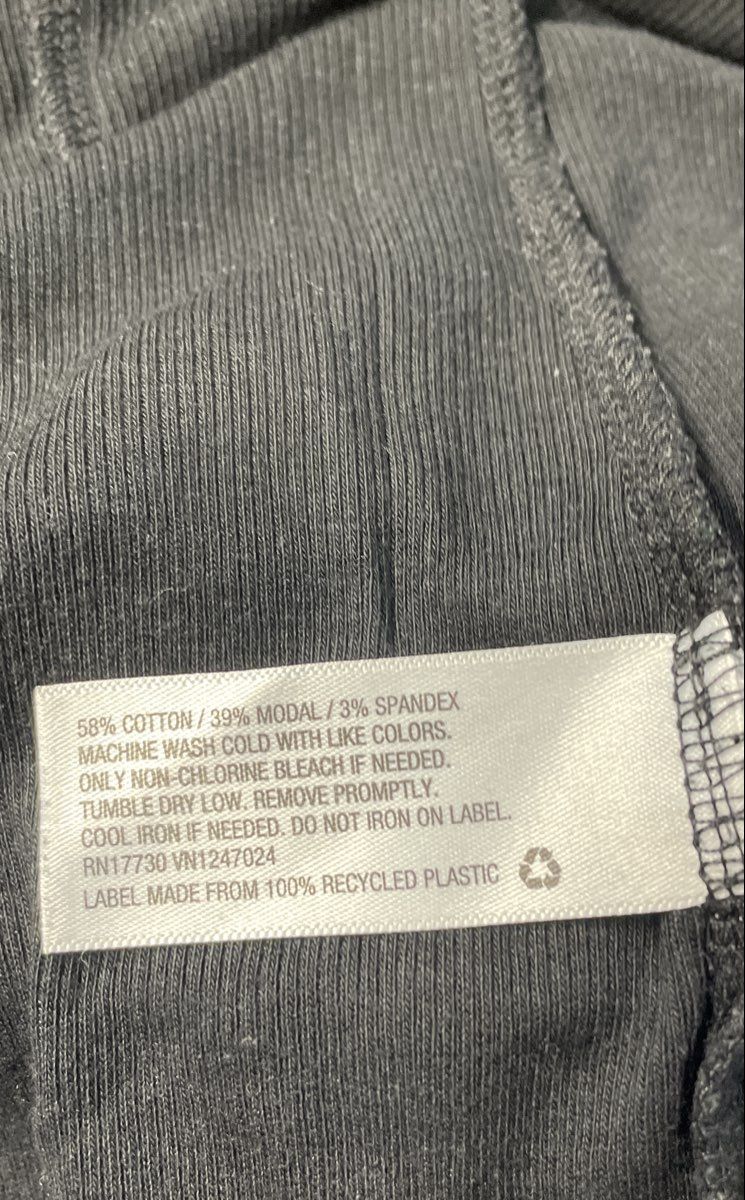 58% COTTON / 39% MODAL / 3% SPANDEX
MACHINE WASH COLD WITH LIKE COLORS.
ONLY NON-CHLORINE BLEACH IF NEEDED.
TUMBLE DRY LOW. REMOVE PROMPTLY.
COOL IRON IF NEEDED. DO NOT IRON ON LABEL.
RN17730 VN1247024
LABEL MADE FROM 100% RECYCLED PLASTIC